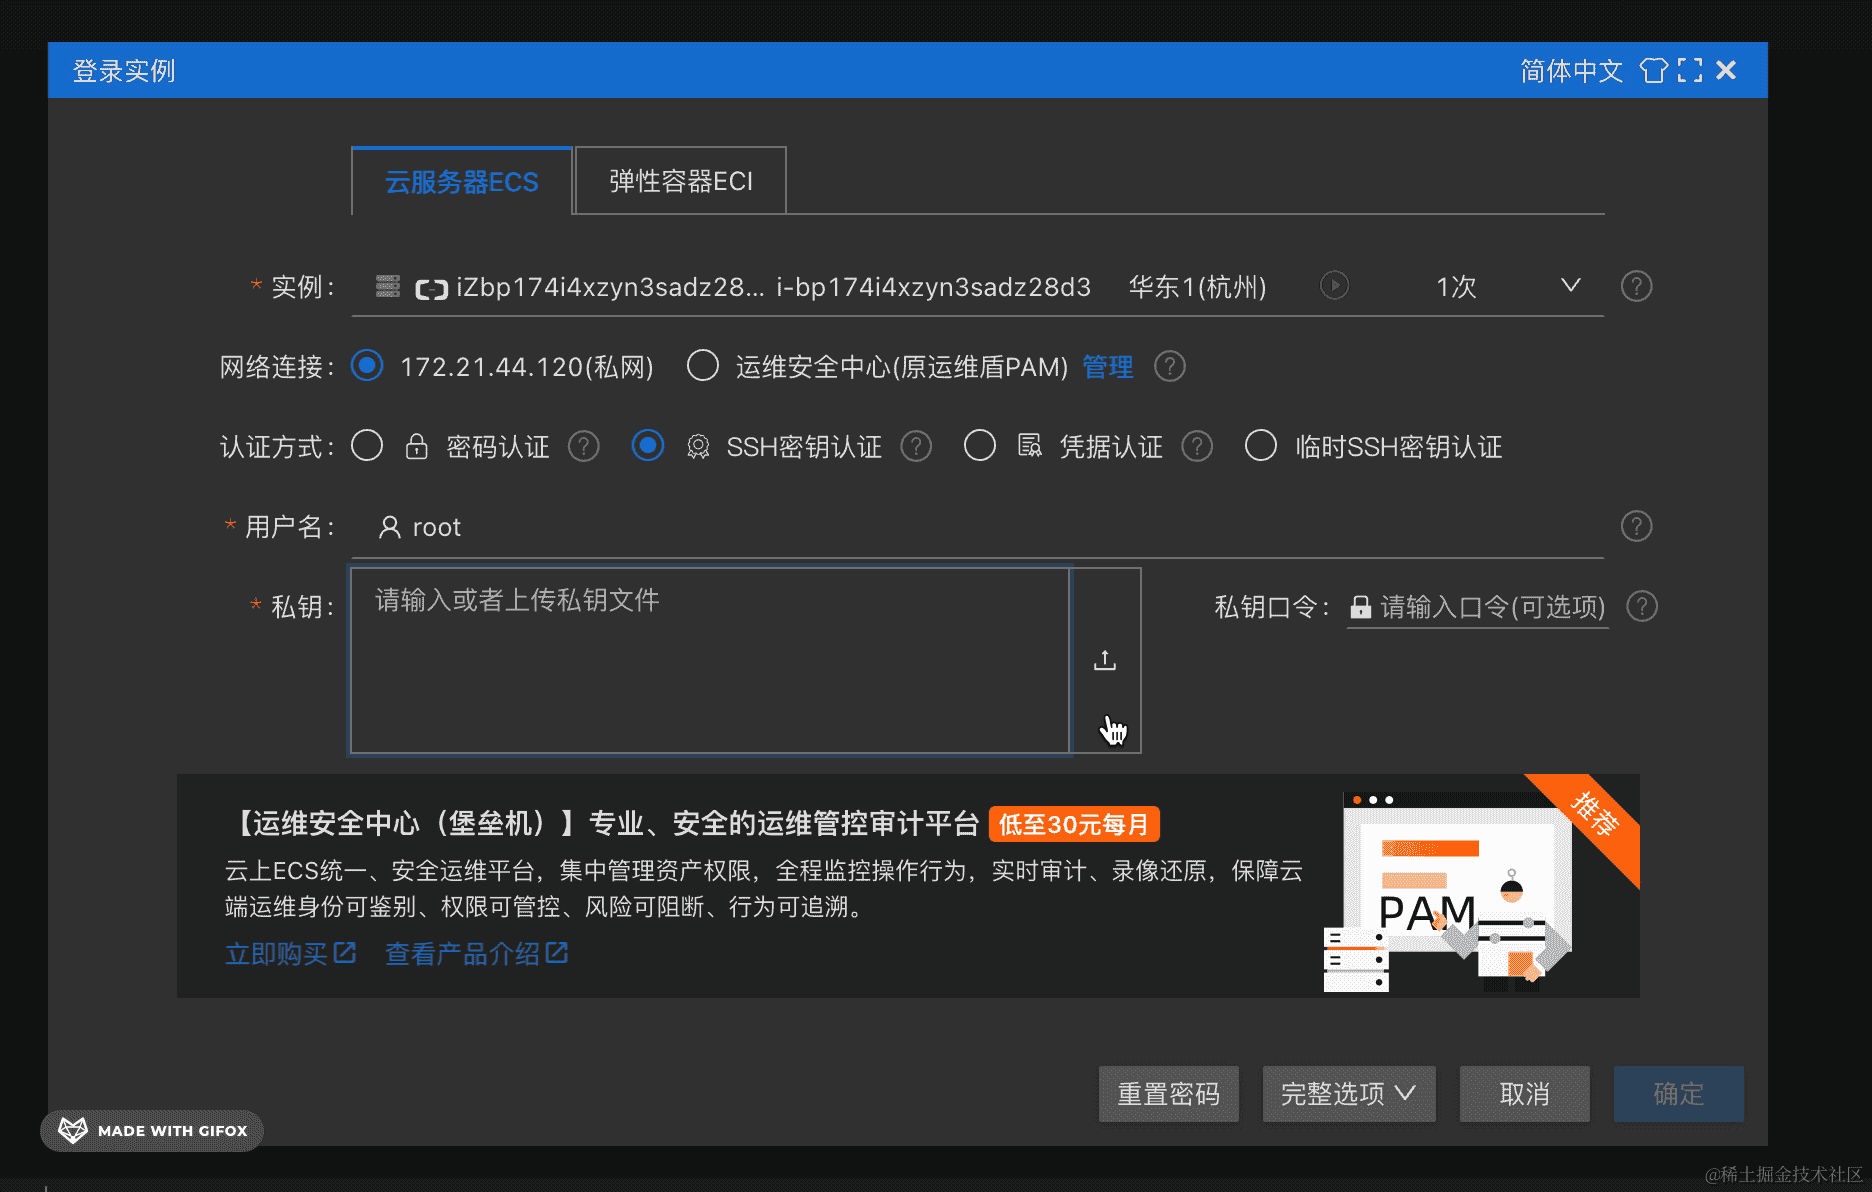 登录实例 简体中文
云服务器ECS 弹性容器ECI
* 实例: iZbp174i4xzyn3sadz28... i-bp174i4xzyn3sadz28d3 华东1(杭州) 1次
网络连接: 172.21.44.120(私网) 运维安全中心(原运维盾PAM) 管理
认证方式: 密码认证 SSH密钥认证 凭据认证 临时SSH密钥认证
* 用户名: root
* 私钥: 请输入或者上传私钥文件 私钥口令: 请输入口令(可选项)
【运维安全中心（堡垒机）】专业、安全的运维管控审计平台 低至30元每月
推荐
云上ECS统一、安全运维平台，集中管理资产权限，全程监控操作行为，实时审计、录像还原，保障云
端运维身份可鉴别、权限可管控、风险可阻断、行为可追溯。
PAM
立即购买 查看产品介绍
重置密码 完整选项 取消 确定
MADE WITH GIFOX
@稀土掘金技术社区